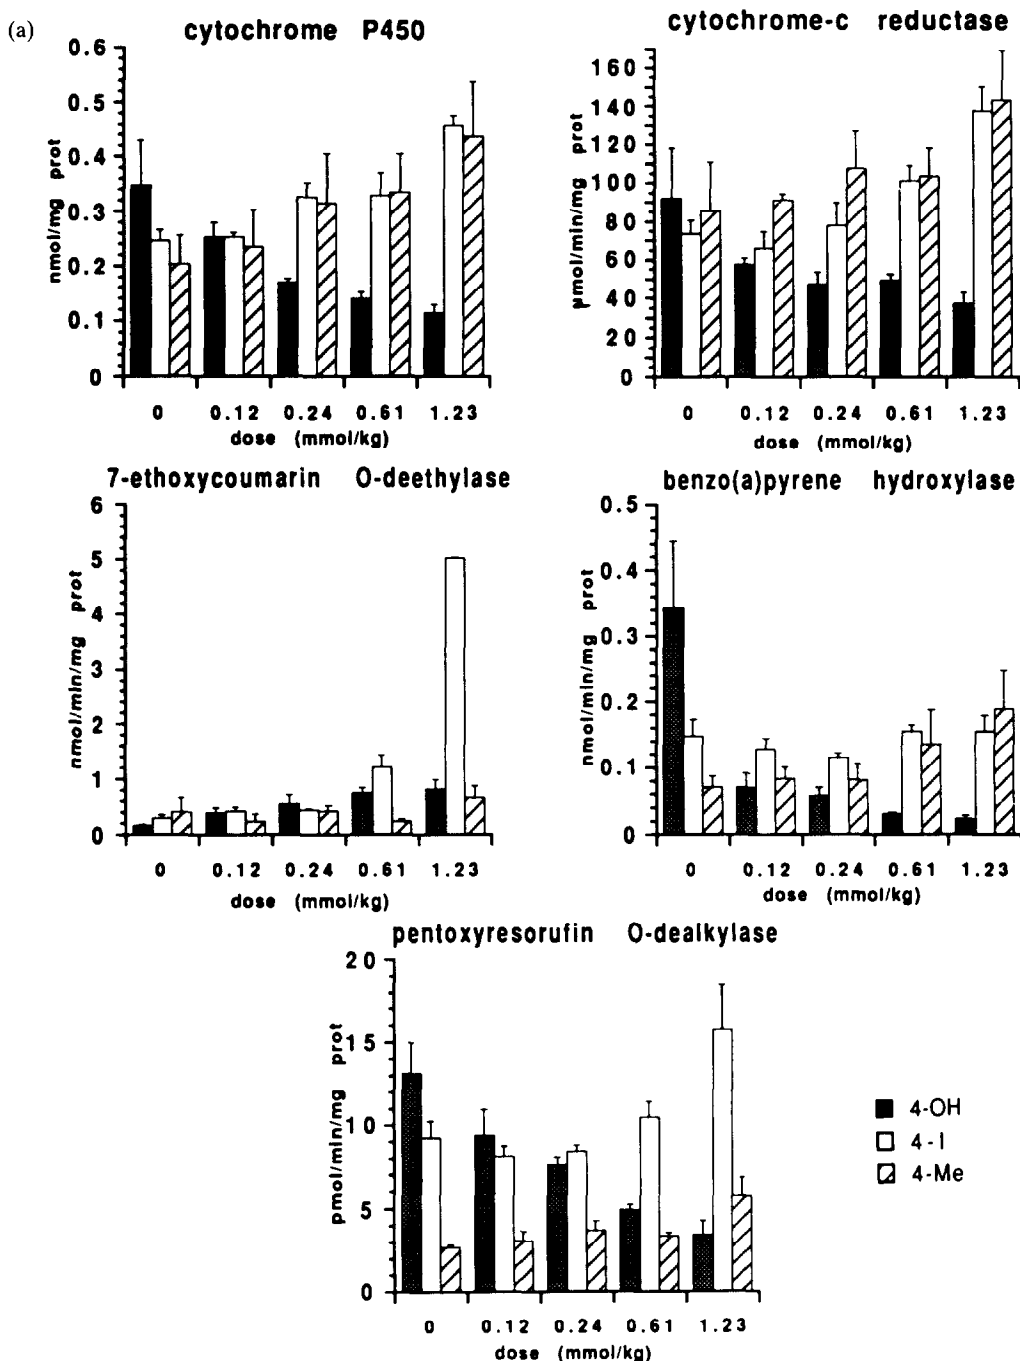 (a)
cytochrome P450
0.6
0.5
0.4
0.3
0.2
0.1
0
nmol/mg prot
0 0.12 0.24 0.61 1.23
dose (mmol/kg)
cytochrome-c reductase
160
140
120
100
80
60
40
20
0
µmol/min/mg prot
0 0.12 0.24 0.61 1.23
dose (mmol/kg)
7-ethoxycoumarin O-deethylase
6
5
4
3
2
1
0
nmol/min/mg prot
0 0.12 0.24 0.61 1.23
dose (mmol/kg)
benzo(a)pyrene hydroxylase
0.5
0.4
0.3
0.2
0.1
0
nmol/min/mg prot
0 0.12 0.24 0.61 1.23
dose (mmol/kg)
pentoxyresorufin O-dealkylase
20
15
10
5
0
pmol/min/mg prot
0 0.12 0.24 0.61 1.23
dose (mmol/kg)
4-OH
4-I
4-Me